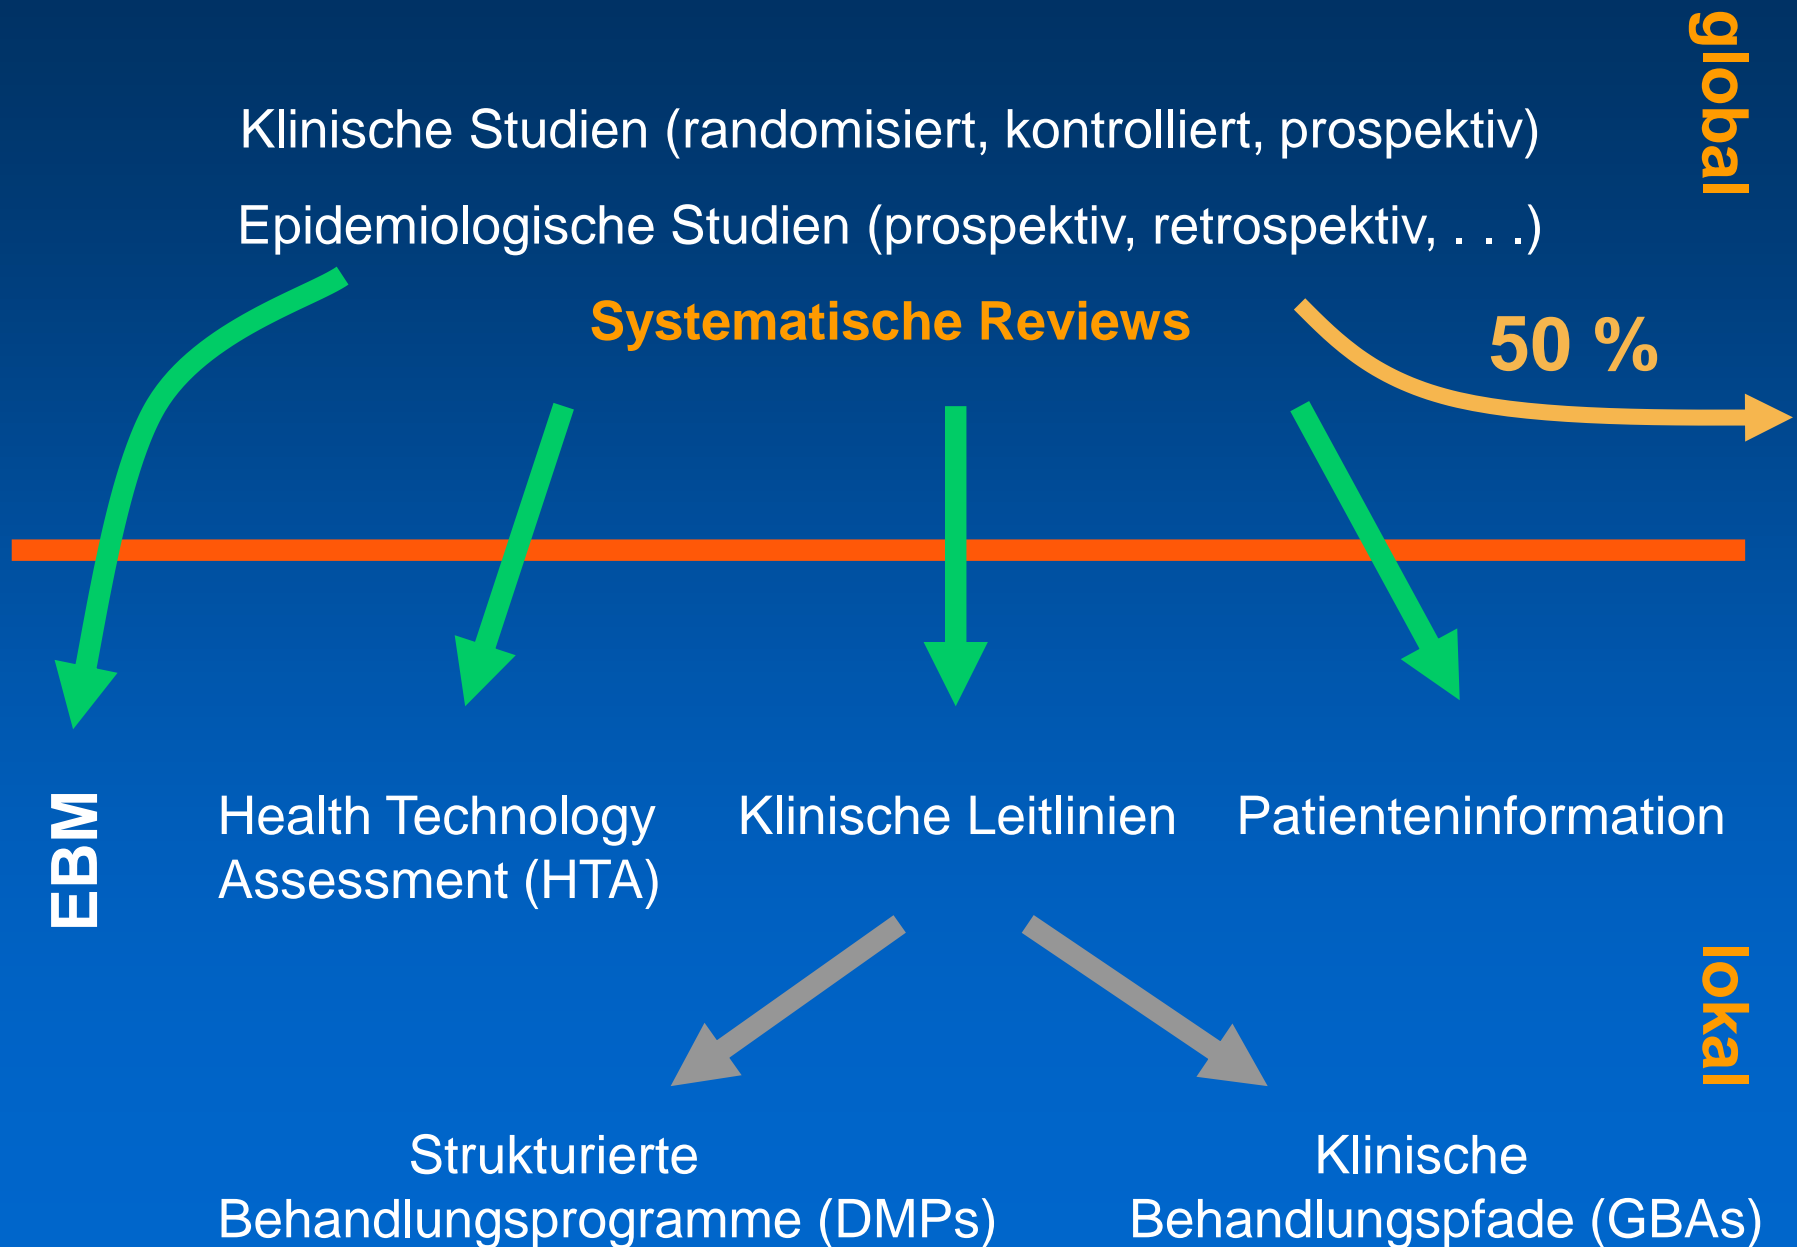 global
Klinische Studien (randomisiert, kontrolliert, prospektiv)
Epidemiologische Studien (prospektiv, retrospektiv, . . .)
Systematische Reviews
50 %
EBM
Health Technology
Assessment (HTA)
Klinische Leitlinien
Patienteninformation
lokal
Strukturierte
Behandlungsprogramme (DMPs)
Klinische
Behandlungspfade (GBAs)